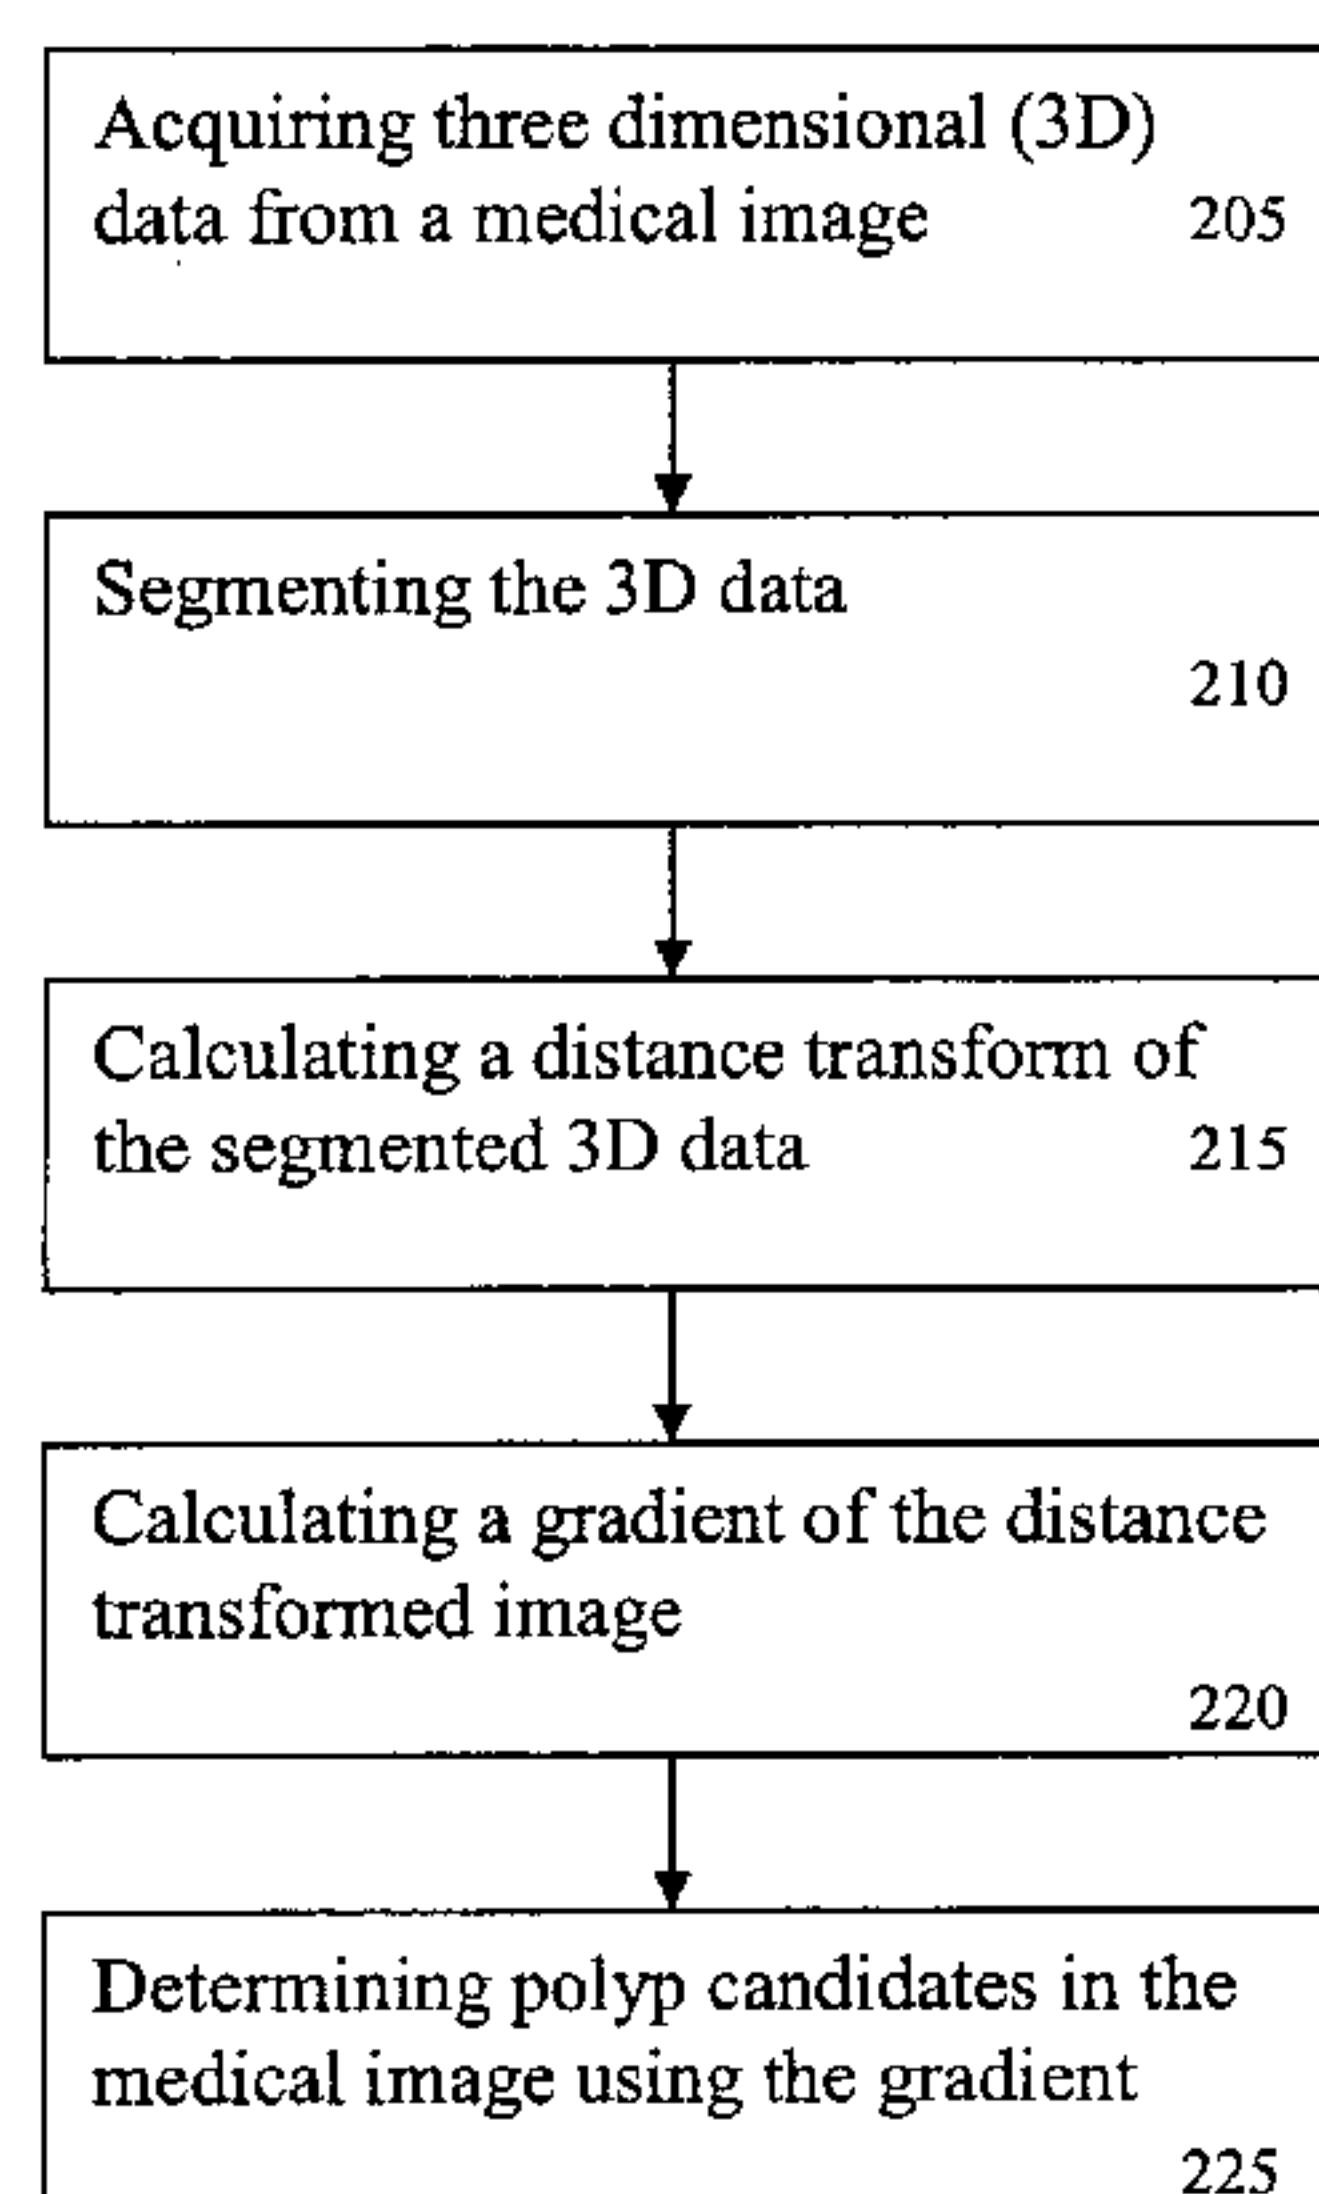 Acquiring three dimensional (3D)
data from a medical image 205
Segmenting the 3D data
210
Calculating a distance transform of
the segmented 3D data 215
Calculating a gradient of the distance
transformed image
220
Determining polyp candidates in the
medical image using the gradient
225